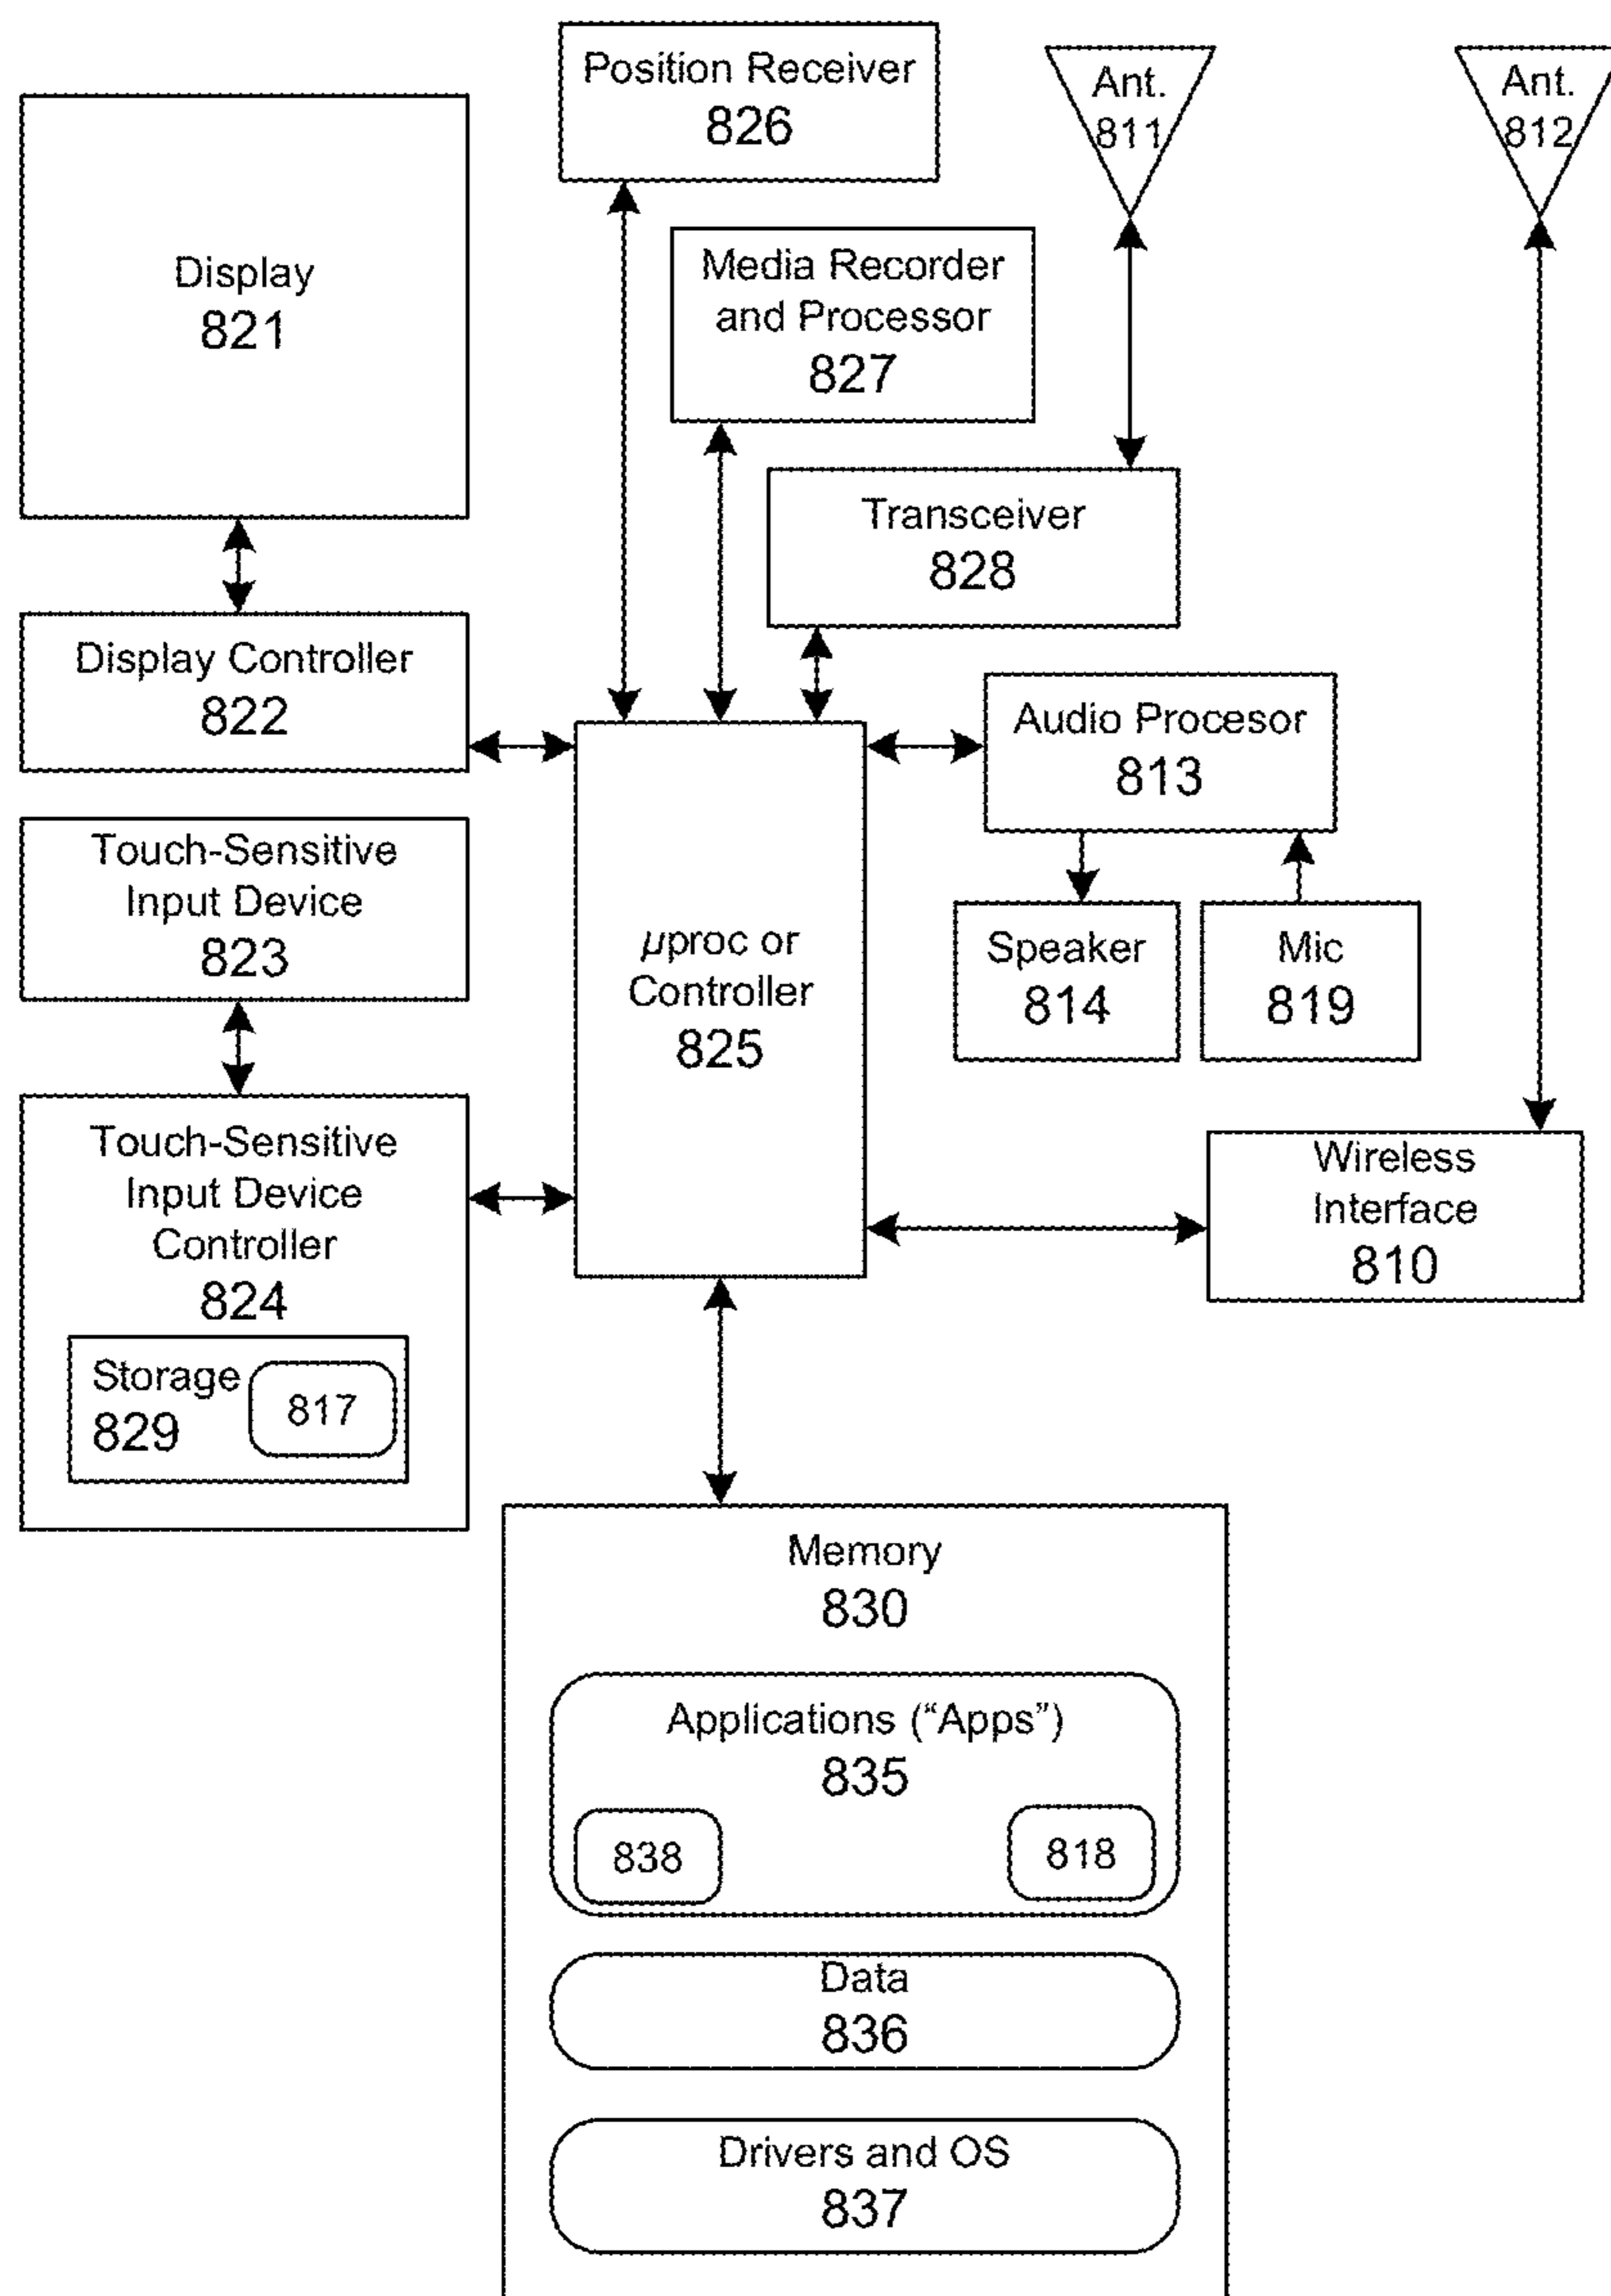 Position Receiver
826
Ant.
811
Ant.
812
Display
821
Media Recorder
and Processor
827
Transceiver
828
Display Controller
822
Audio Procesor
813
Touch-Sensitive
Input Device
823
µproc or
Controller
825
Speaker
814
Mic
819
Touch-Sensitive
Input Device
Controller
824
Storage
829
817
Wireless
Interface
810
Memory
830
Applications (“Apps”)
835
838
818
Data
836
Drivers and OS
837